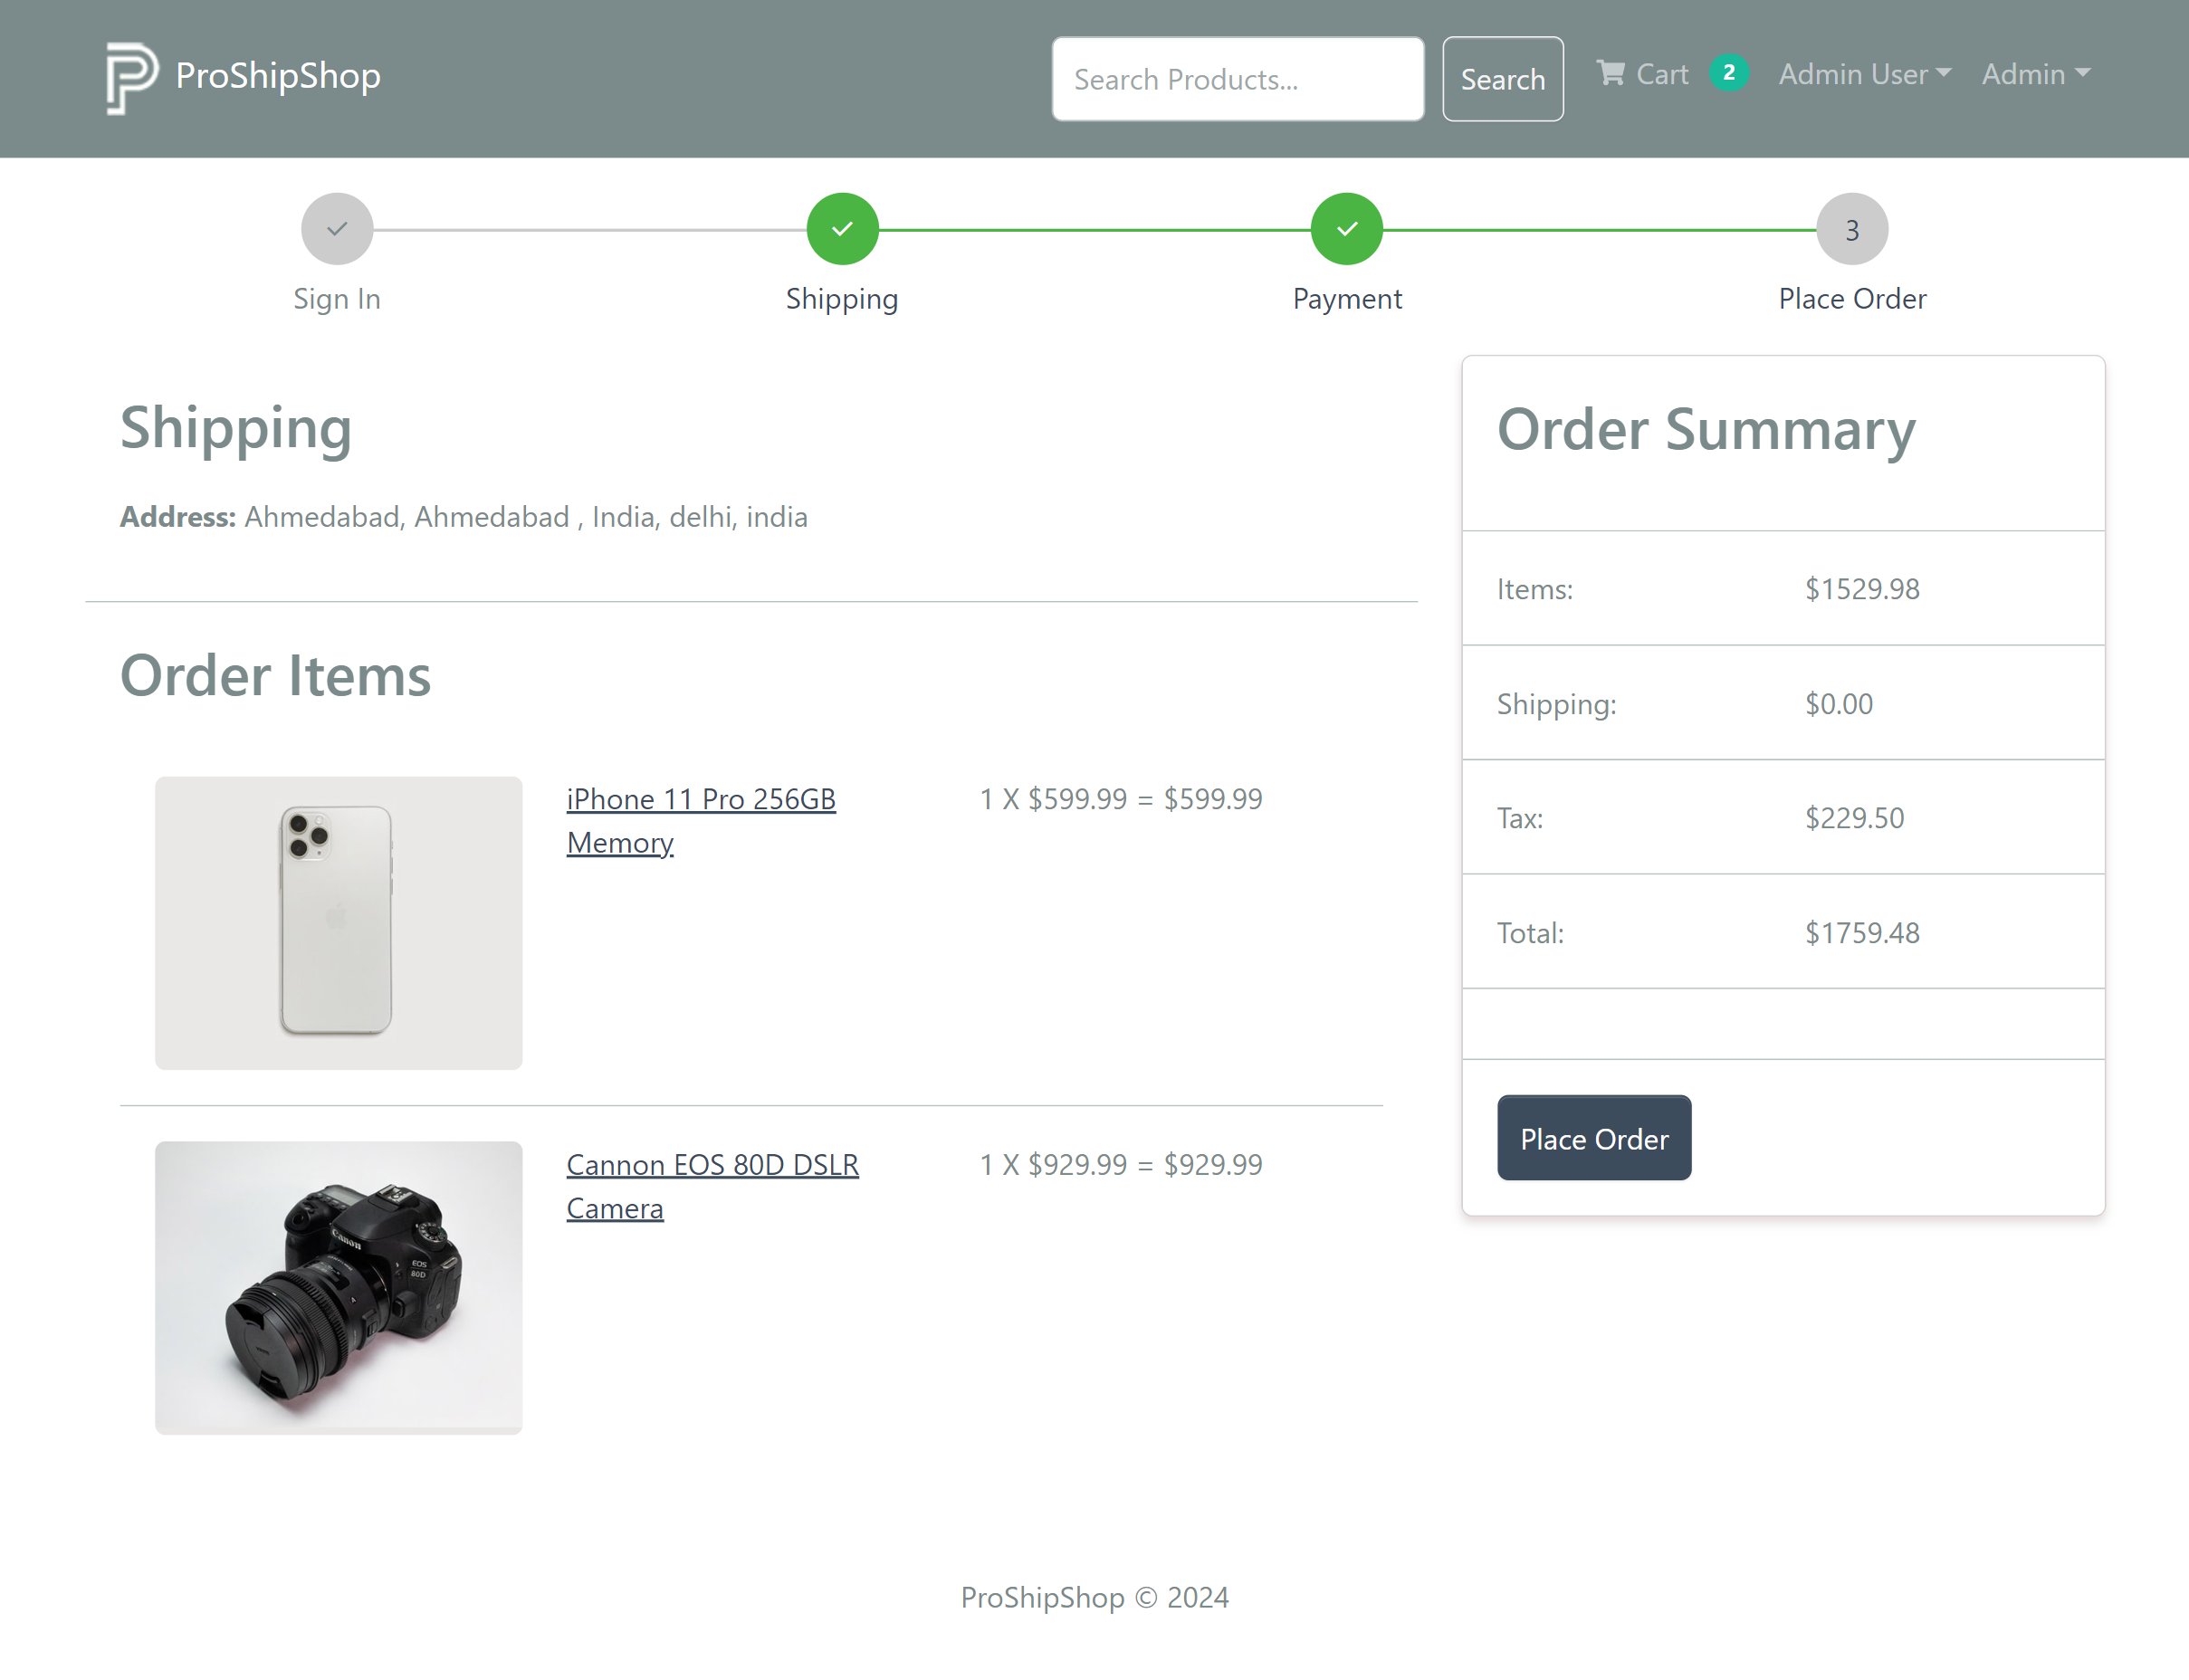 ProShipShop
Search Products...
Search
Cart 2
Admin User
Admin
3
Sign In
Shipping
Payment
Place Order
Shipping
Address: Ahmedabad, Ahmedabad , India, delhi, india
Order Items
iPhone 11 Pro 256GB
Memory
1 X $599.99 = $599.99
Canon
EOS
80D
Cannon EOS 80D DSLR
Camera
1 X $929.99 = $929.99
Order Summary
Items: $1529.98
Shipping: $0.00
Tax: $229.50
Total: $1759.48
Place Order
ProShipShop © 2024